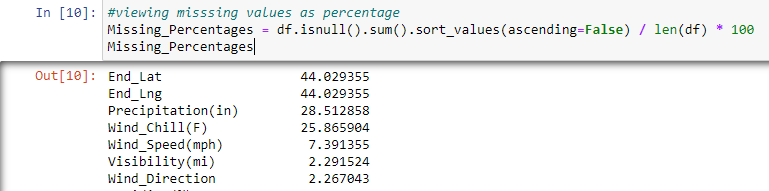 In [10]: #viewing misssing values as percentage
Missing_Percentages = df.isnull().sum().sort_values(ascending=False) / len(df) * 100
Missing_Percentages
Out[10]: End_Lat 44.029355
End_Lng 44.029355
Precipitation(in) 28.512858
Wind_Chill(F) 25.865904
Wind_Speed(mph) 7.391355
Visibility(mi) 2.291524
Wind_Direction 2.267043